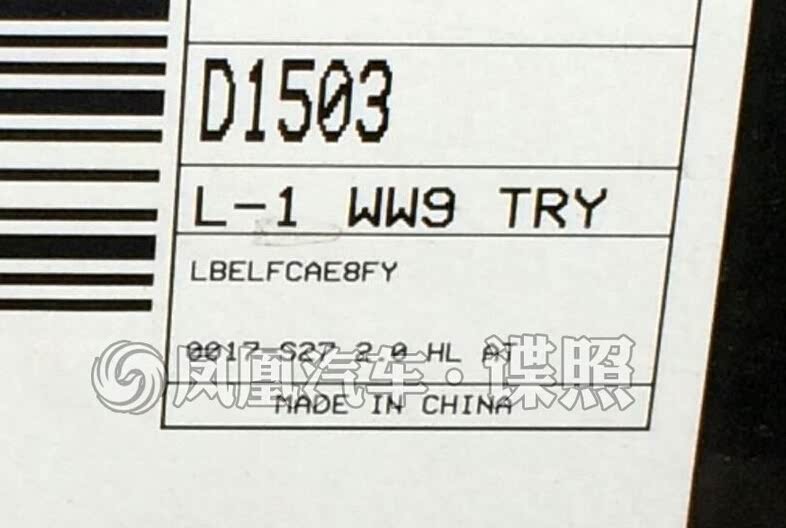 D1503
L-1 WW9 TRY
LBELFCAE8FY
0017-S27 2.0 HL AT
凤凰汽车·谍照
MADE IN CHINA